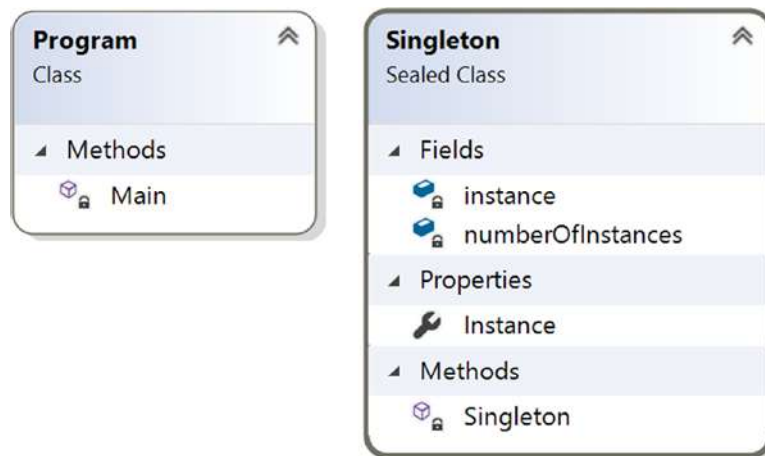 Program
Class
Methods
Main
Singleton
Sealed Class
Fields
instance
numberOfInstances
Properties
Instance
Methods
Singleton